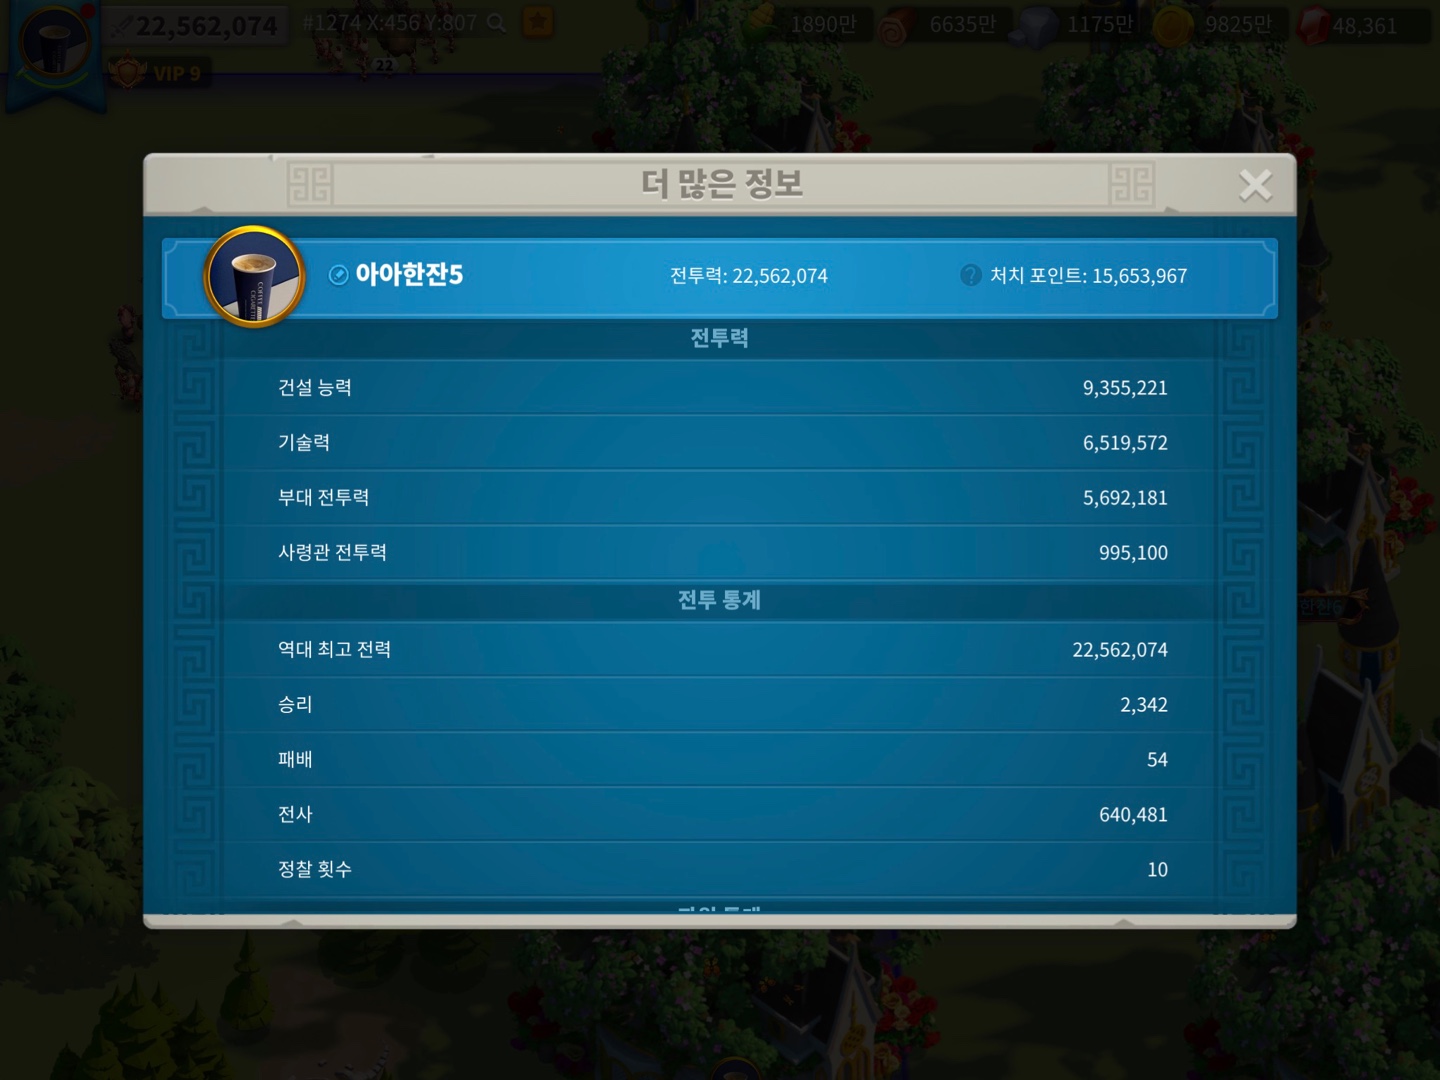 22,562,074 #1274 X:456 Y:807 1890만 6635만 1175만 9825만 48,361
VIP 9
22
더 많은 정보
아아한잔5 전투력: 22,562,074 처치 포인트: 15,653,967
전투력
건설 능력 9,355,221
기술력 6,519,572
부대 전투력 5,692,181
사령관 전투력 995,100
전투 통계
역대 최고 전력 22,562,074
승리 2,342
패배 54
전사 640,481
정찰 횟수 10